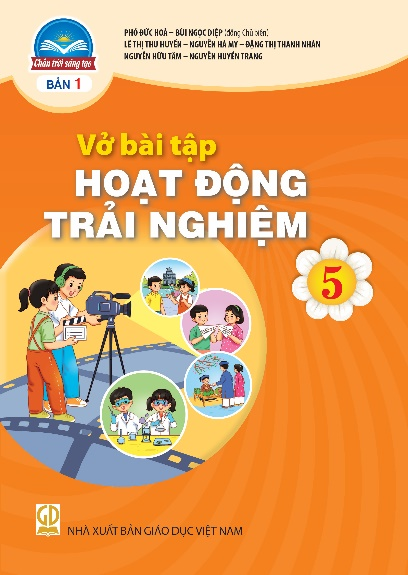 PHÓ ĐỨC HOÀ – BÙI NGỌC DIỆP (đồng Chủ biên)
LÊ THỊ THU HUYỀN – NGUYỄN HÀ MY – ĐẶNG THỊ THANH NHÂN
NGUYỄN HỮU TÂM – NGUYỄN HUYỀN TRANG
Chân trời sáng tạo
BẢN 1
Vở bài tập
HOẠT ĐỘNG
TRẢI NGHIỆM
5
GD
NHÀ XUẤT BẢN GIÁO DỤC VIỆT NAM